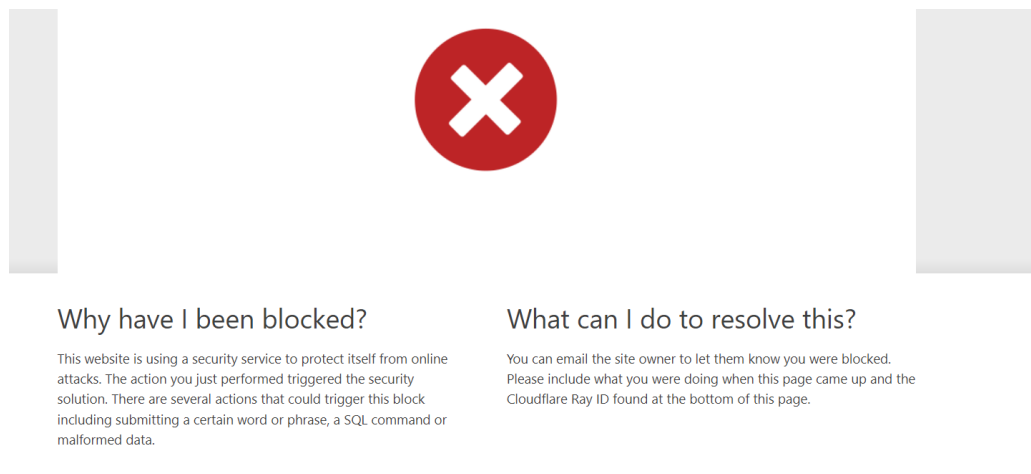 Why have I been blocked?
This website is using a security service to protect itself from online
attacks. The action you just performed triggered the security
solution. There are several actions that could trigger this block
including submitting a certain word or phrase, a SQL command or
malformed data.
What can I do to resolve this?
You can email the site owner to let them know you were blocked.
Please include what you were doing when this page came up and the
Cloudflare Ray ID found at the bottom of this page.